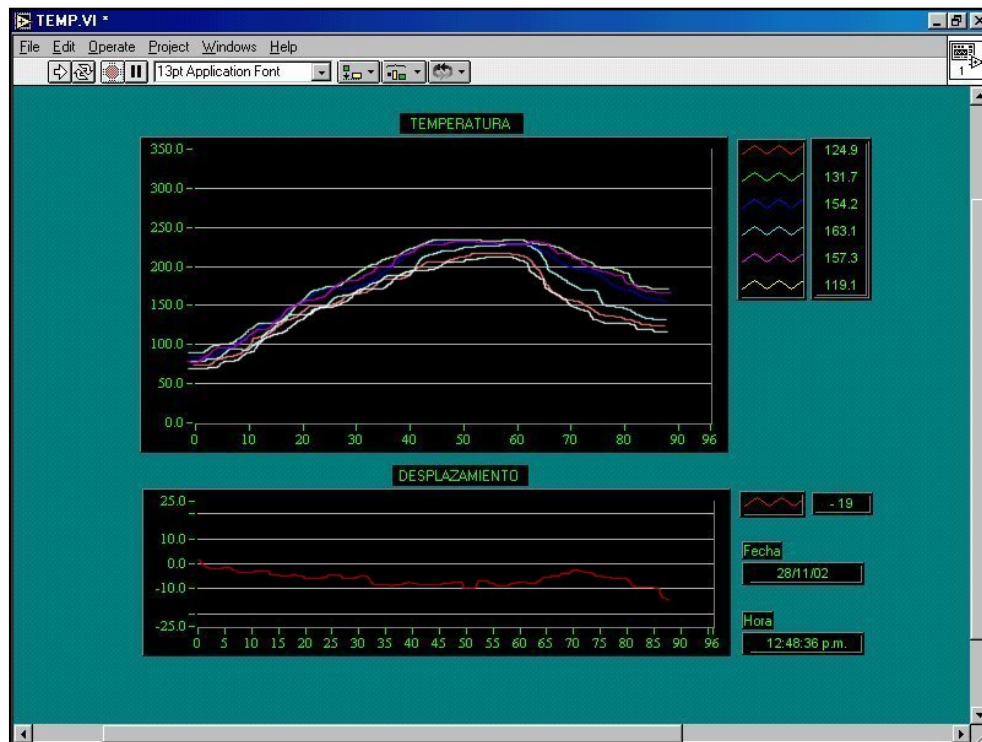 TEMP.VI *
File Edit Operate Project Windows Help
13pt Application Font
1
TEMPERATURA
350.0
300.0
250.0
200.0
150.0
100.0
50.0
0.0
0 10 20 30 40 50 60 70 80 90 96
124.9
131.7
154.2
163.1
157.3
119.1
DESPLAZAMIENTO
25.0
10.0
0.0
-10.0
-25.0
0 5 10 15 20 25 30 35 40 45 50 55 60 65 70 75 80 85 90 96
- 19
Fecha
28/11/02
Hora
12:48:36 p.m.